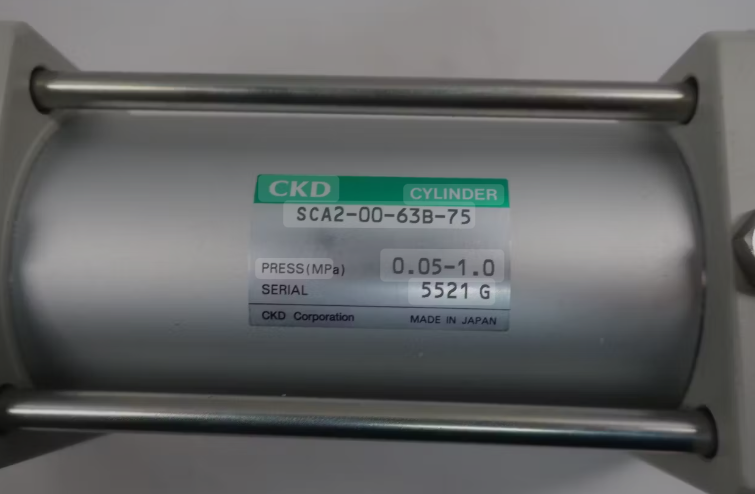 CKD CYLINDER
SCA2-00-63B-75
PRESS(MPa) 0.05-1.0
SERIAL 5521 G
CKD Corporation MADE IN JAPAN